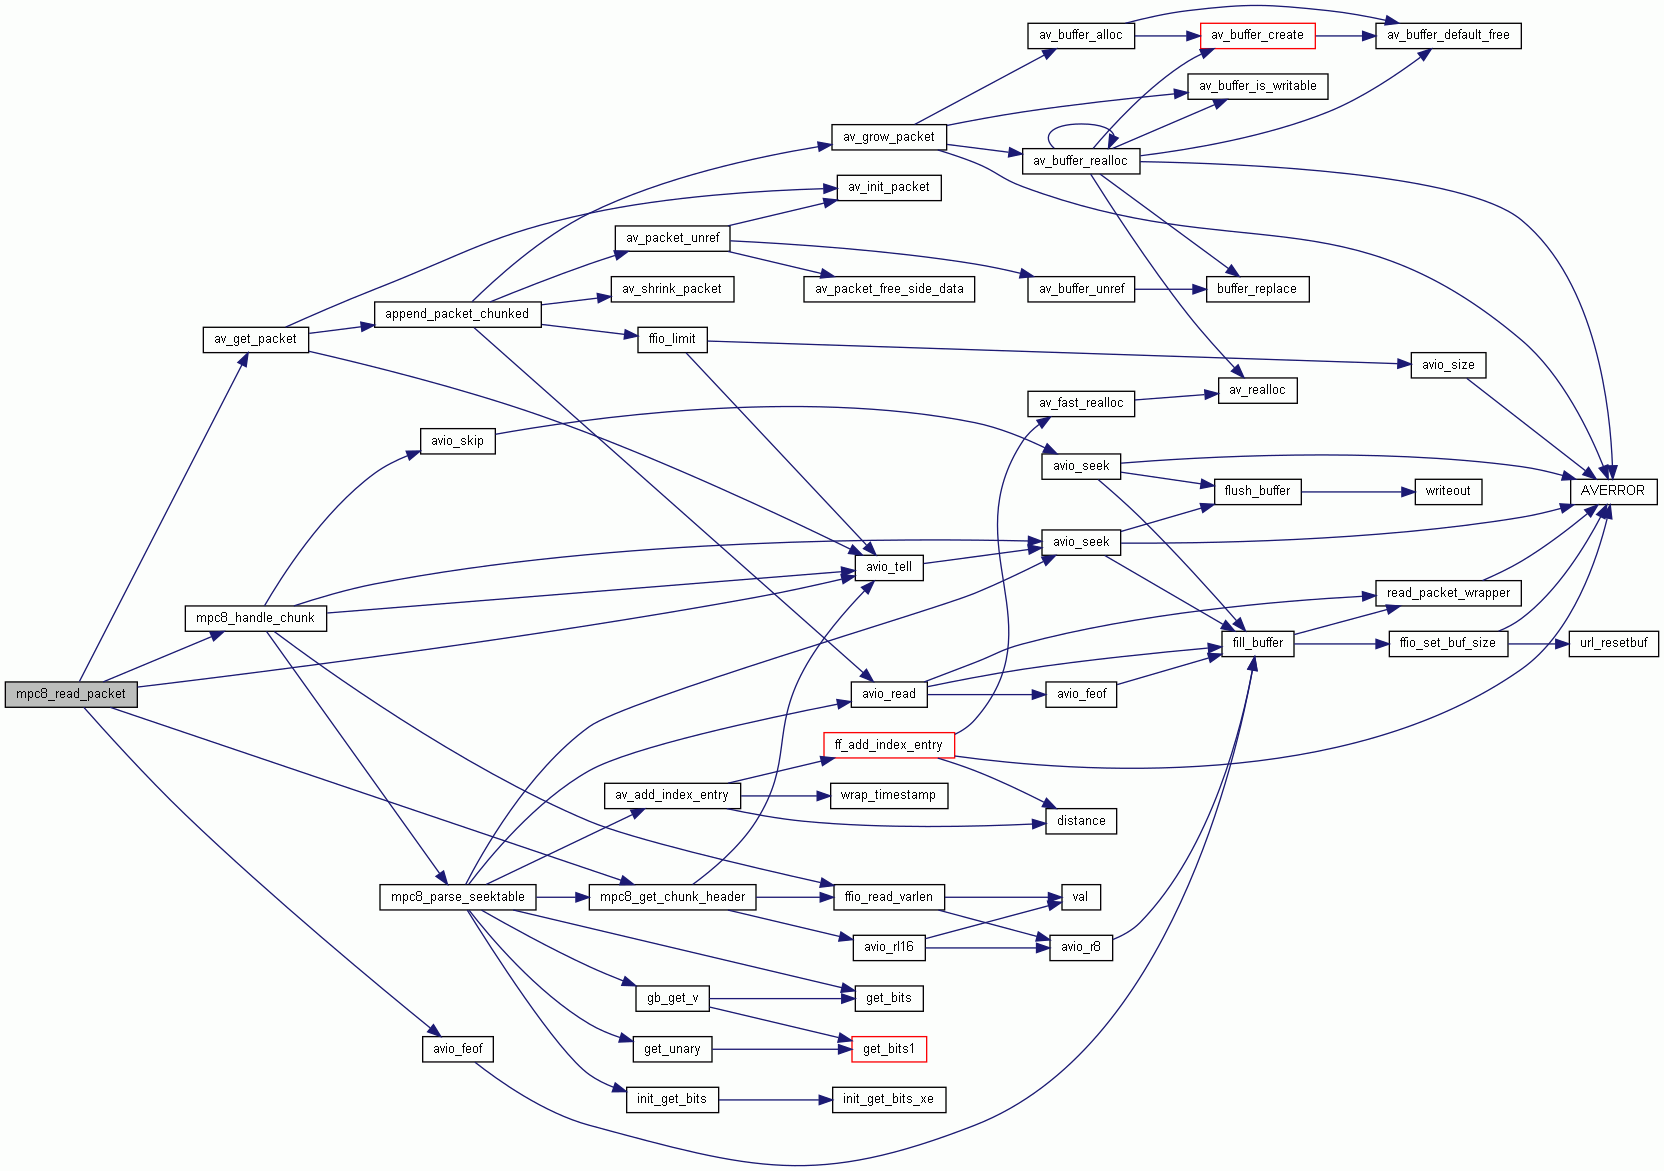 av_buffer_alloc
av_buffer_create
av_buffer_default_free
av_buffer_is_writable
av_grow_packet
av_buffer_realloc
av_init_packet
av_packet_unref
av_shrink_packet
av_packet_free_side_data
av_buffer_unref
buffer_replace
append_packet_chunked
av_get_packet
ffio_limit
avio_size
av_realloc
av_fast_realloc
avio_skip
avio_seek
flush_buffer
writeout
AVERROR
avio_seek
avio_tell
read_packet_wrapper
mpc8_handle_chunk
fill_buffer
ffio_set_buf_size
url_resetbuf
mpc8_read_packet
avio_read
avio_feof
ff_add_index_entry
av_add_index_entry
wrap_timestamp
distance
mpc8_parse_seektable
mpc8_get_chunk_header
ffio_read_varlen
val
avio_rl16
avio_r8
gb_get_v
get_bits
avio_feof
get_unary
get_bits1
init_get_bits
init_get_bits_xe